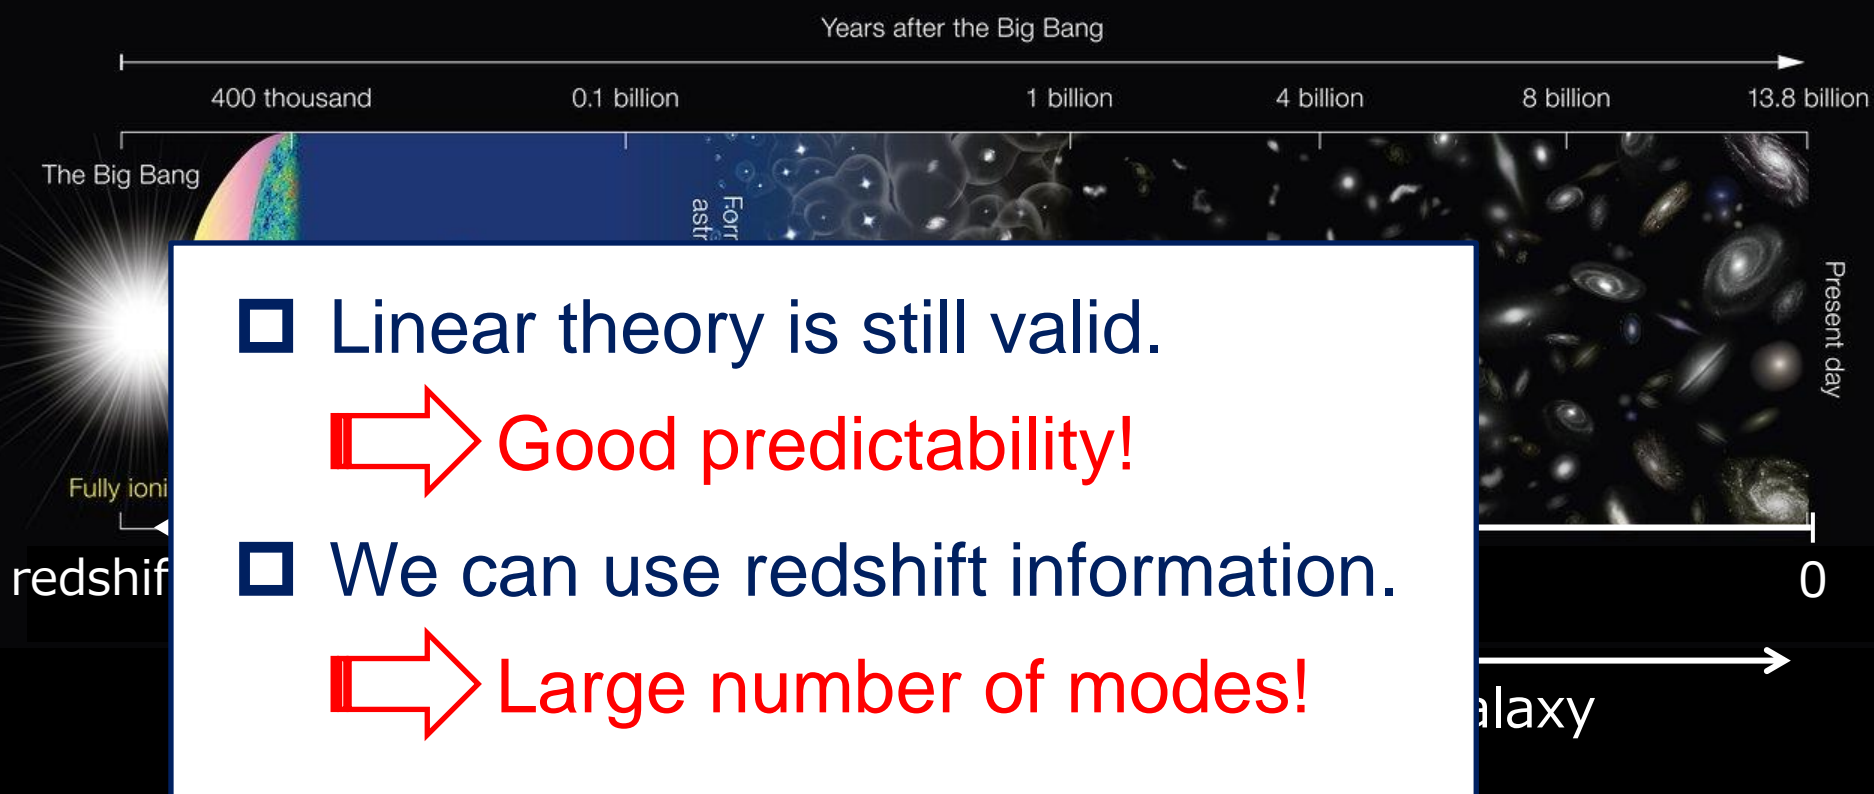 Years after the Big Bang
400 thousand 0.1 billion 1 billion 4 billion 8 billion 13.8 billion
The Big Bang
Present day
Linear theory is still valid.
Good predictability!
Fully
We can use redshift information.
0
Large number of modes!